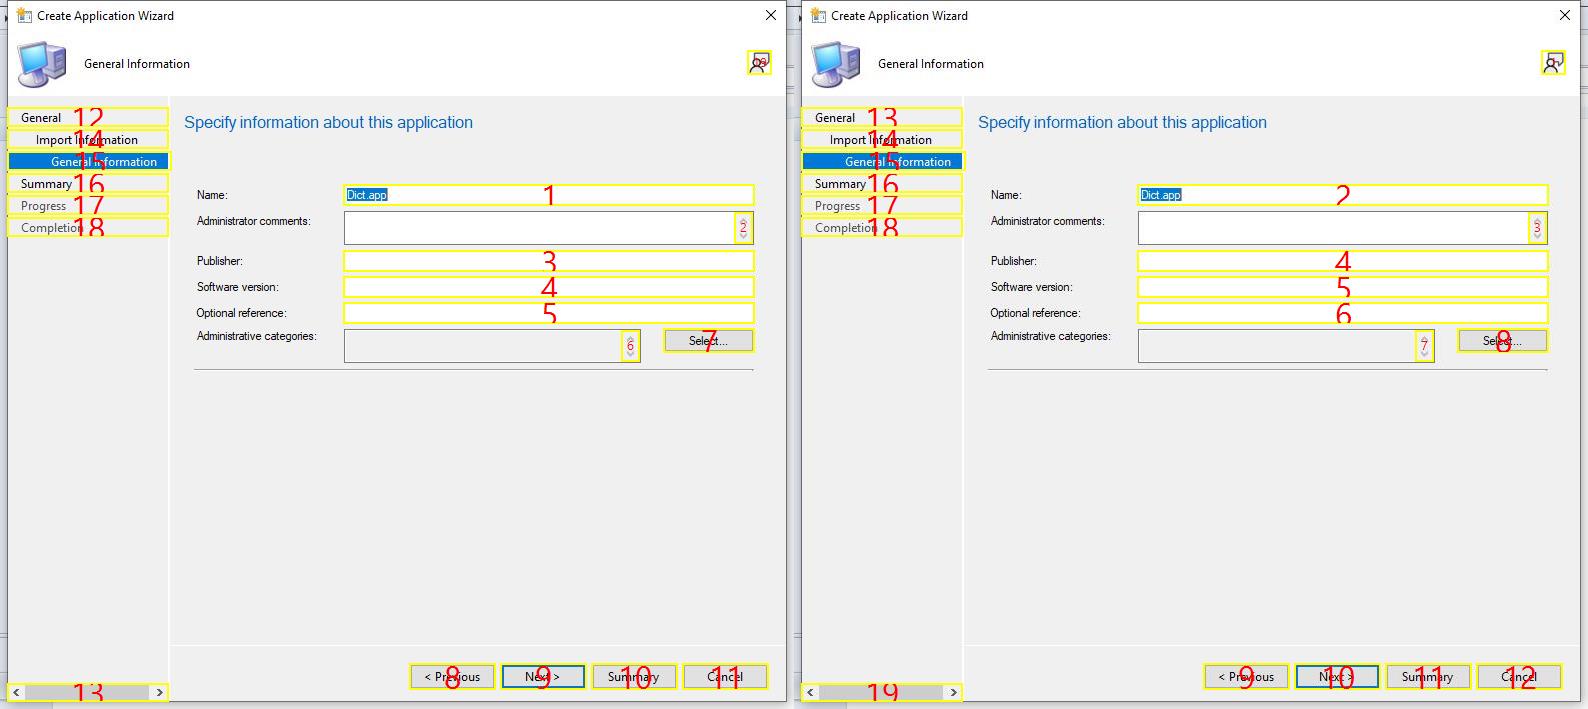 Create Application Wizard
General Information
19
General 12
Import Information 14
General Information 15
Summary 16
Progress 17
Completion 18
13
Specify information about this application
Name: Dict.app 1
Administrator comments: 2
Publisher: 3
Software version: 4
Optional reference: 5
Administrative categories: 6 Select... 7
< Previous 8 Next > 9 Summary 10 Cancel 11
Create Application Wizard
General Information
General 13
Import Information 14
General Information 15
Summary 16
Progress 17
Completion 18
19
Specify information about this application
Name: Dict.app 2
Administrator comments: 3
Publisher: 4
Software version: 5
Optional reference: 6
Administrative categories: 7 Select... 8
< Previous 9 Next > 10 Summary 11 Cancel 12